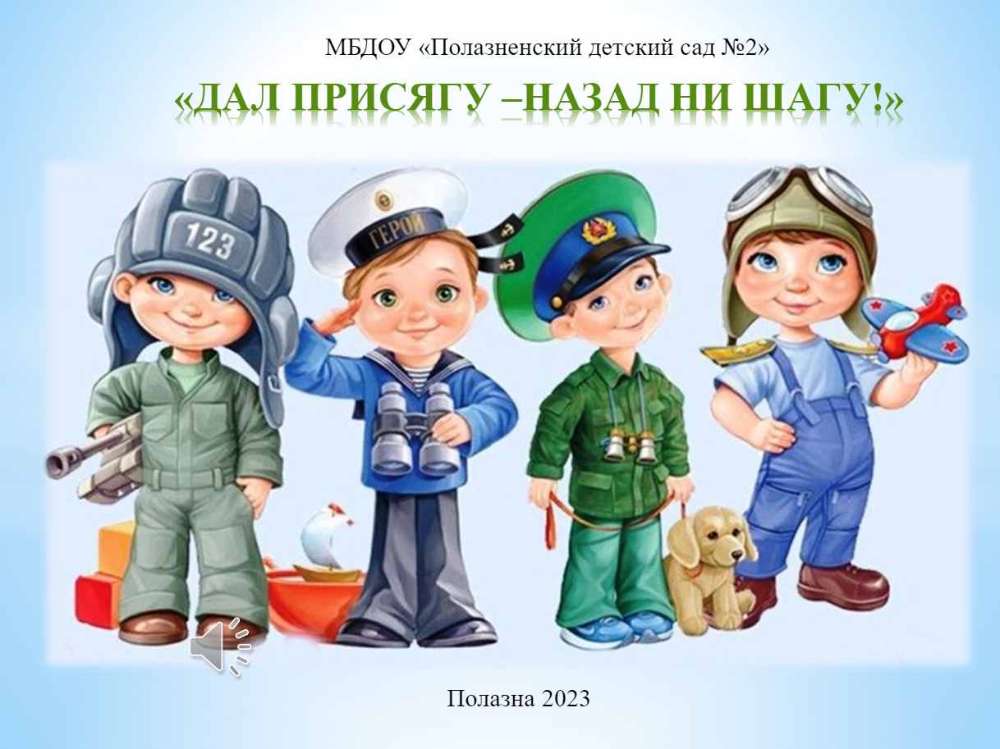 МБДОУ «Полазненский детский сад №2»
«ДАЛ ПРИСЯГУ –НАЗАД НИ ШАГУ!»
123
ГЕРОЙ
Полазна 2023